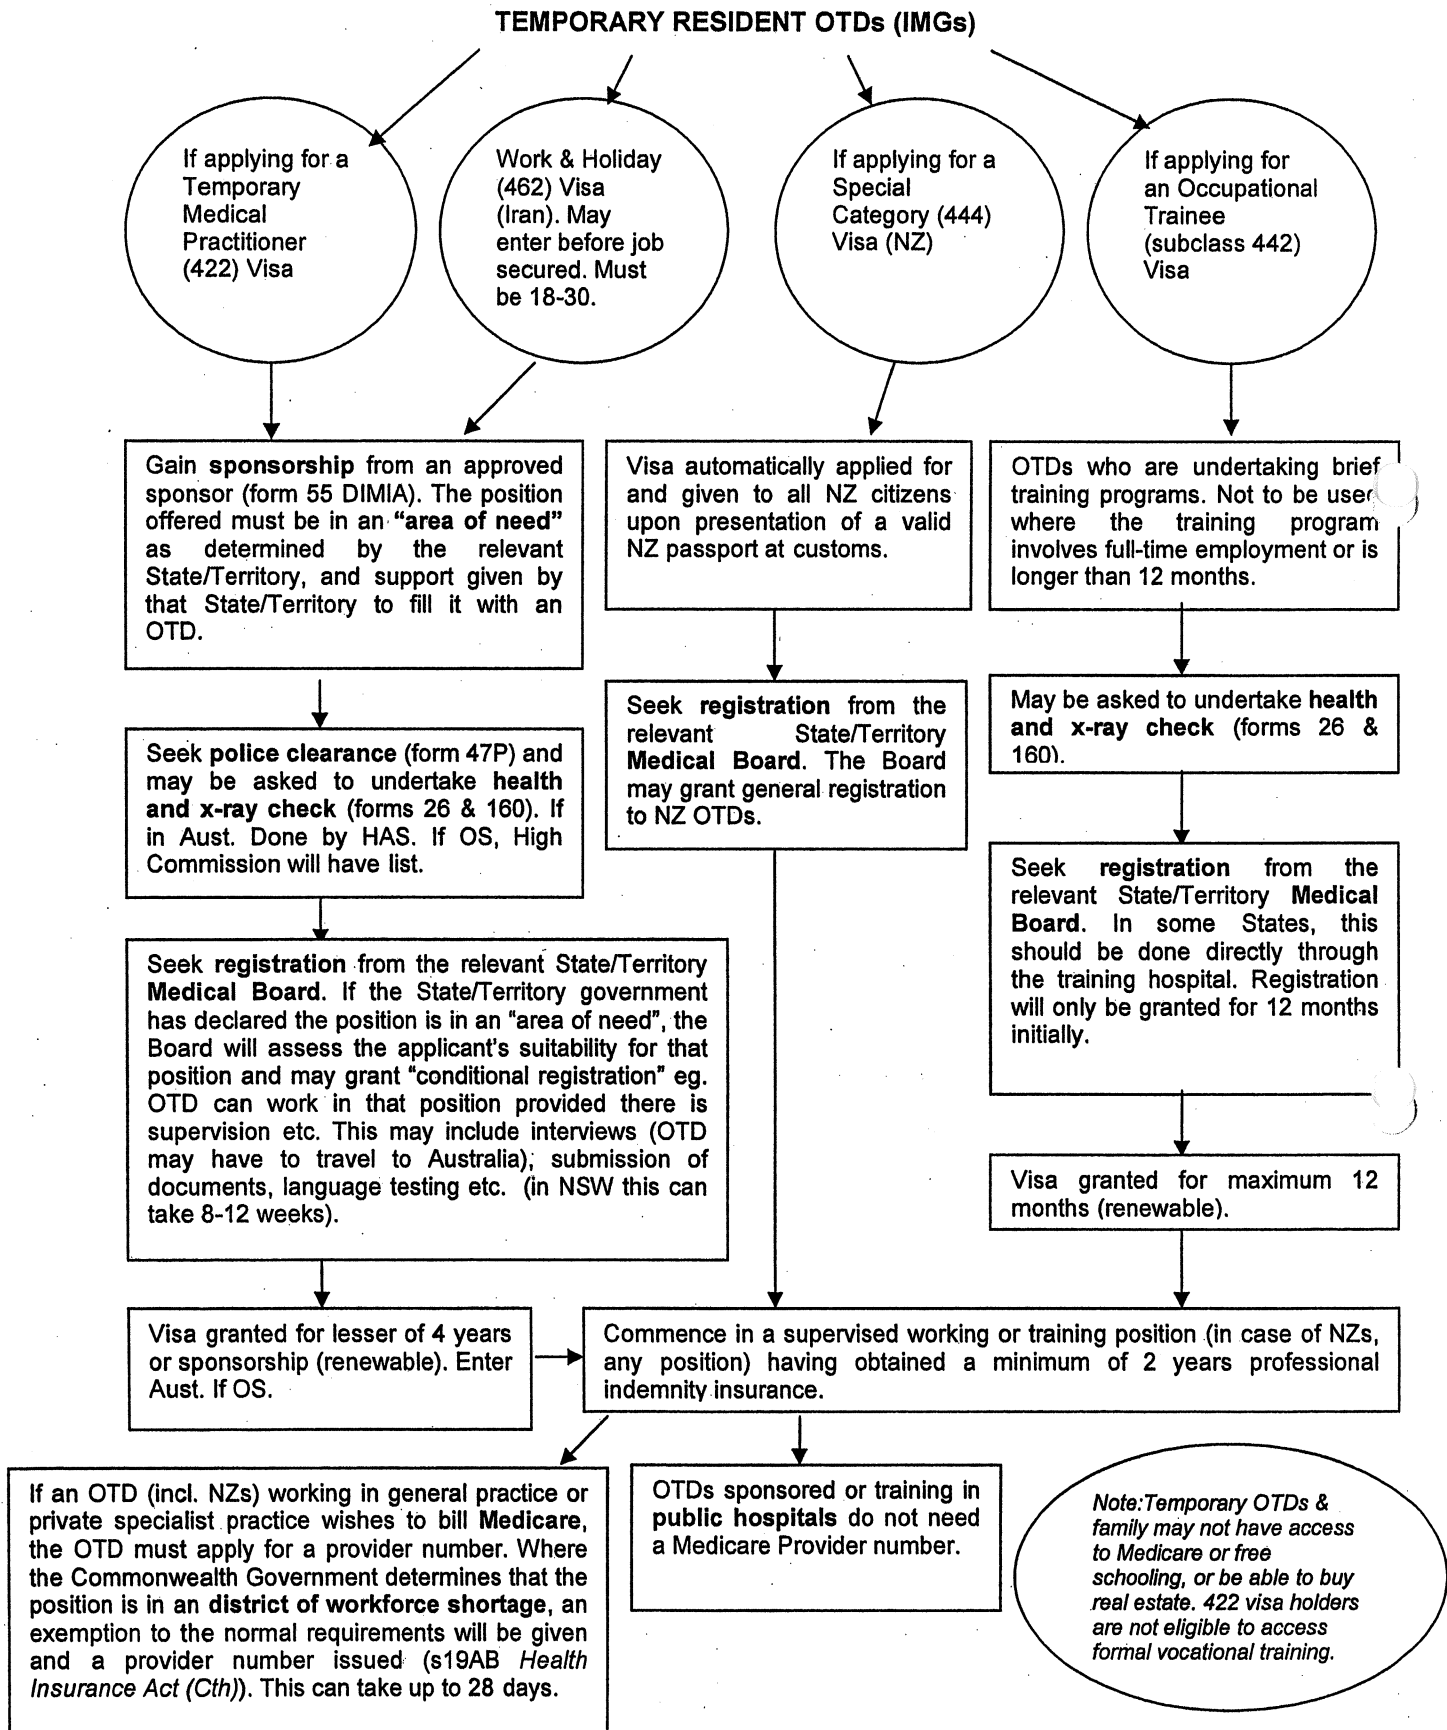 TEMPORARY RESIDENT OTDs (IMGs)
If applying for a
Temporary
Medical
Practitioner
(422) Visa
Work & Holiday
(462) Visa
(Iran). May
enter before job
secured. Must
be 18-30.
If applying for a
Special
Category (444)
Visa (NZ)
If applying for
an Occupational
Trainee
(subclass 442)
Visa
Gain sponsorship from an approved
sponsor (form 55 DIMIA). The position
offered must be in an “area of need”
as determined by the relevant
State/Territory, and support given by
that State/Territory to fill it with an
OTD.
Visa automatically applied for
and given to all NZ citizens
upon presentation of a valid
NZ passport at customs.
OTDs who are undertaking brief
training programs. Not to be used
where the training program
involves full-time employment or is
longer than 12 months.
Seek police clearance (form 47P) and
may be asked to undertake health
and x-ray check (forms 26 & 160). If
in Aust. Done by HAS. If OS, High
Commission will have list.
Seek registration from the
relevant State/Territory
Medical Board. The Board
may grant general registration
to NZ OTDs.
May be asked to undertake health
and x-ray check (forms 26 &
160).
Seek registration from the relevant State/Territory
Medical Board. If the State/Territory government
has declared the position is in an “area of need”, the
Board will assess the applicant’s suitability for that
position and may grant “conditional registration” eg.
OTD can work in that position provided there is
supervision etc. This may include interviews (OTD
may have to travel to Australia); submission of
documents, language testing etc. (in NSW this can
take 8-12 weeks).
Seek registration from the
relevant State/Territory Medical
Board. In some States, this
should be done directly through
the training hospital. Registration
will only be granted for 12 months
initially.
Visa granted for maximum 12
months (renewable).
Visa granted for lesser of 4 years
or sponsorship (renewable). Enter
Aust. If OS.
Commence in a supervised working or training position (in case of NZs,
any position) having obtained a minimum of 2 years professional
indemnity insurance.
If an OTD (incl. NZs) working in general practice or
private specialist practice wishes to bill Medicare,
the OTD must apply for a provider number. Where
the Commonwealth Government determines that the
position is in an district of workforce shortage, an
exemption to the normal requirements will be given
and a provider number issued (s19AB Health
Insurance Act (Cth)). This can take up to 28 days.
OTDs sponsored or training in
public hospitals do not need
a Medicare Provider number.
Note:Temporary OTDs &
family may not have access
to Medicare or free
schooling, or be able to buy
real estate. 422 visa holders
are not eligible to access
formal vocational training.